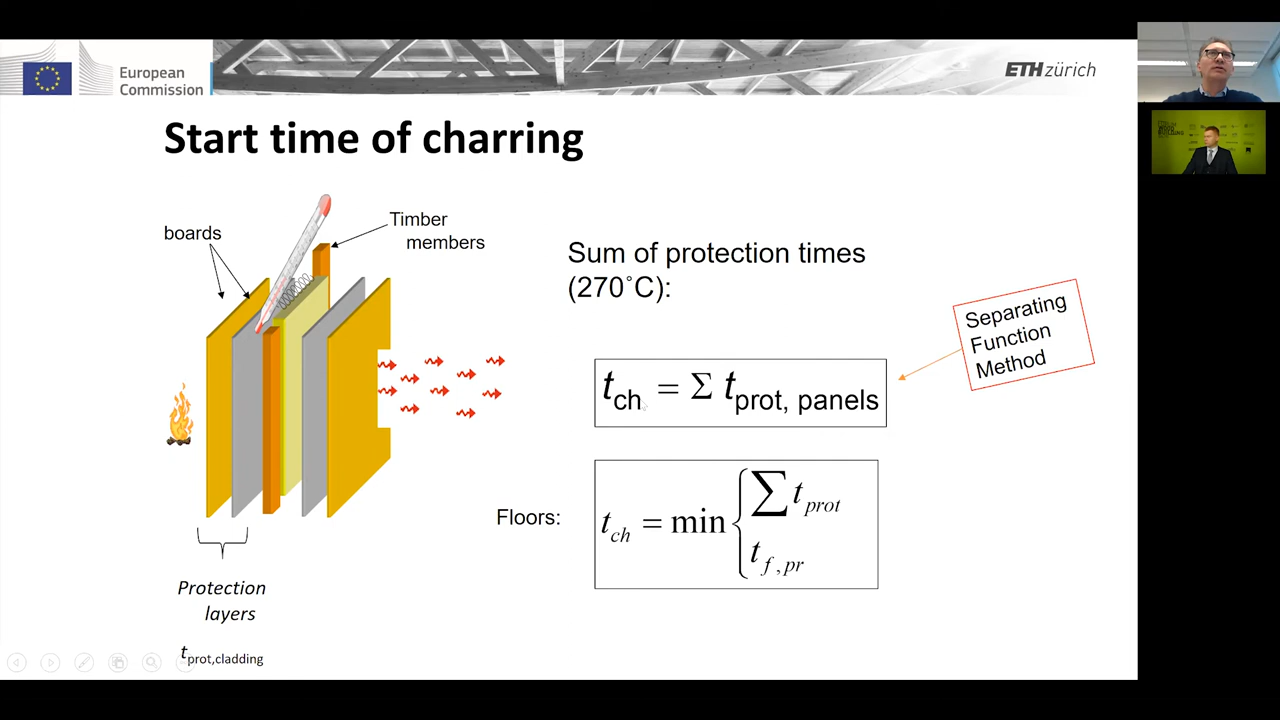 European
Commission
ETH zürich
Start time of charring
boards
Timber
members
Sum of protection times
(270˚C):
Separating
Function
Method
t_ch = Σ t_prot, panels
Floors:
t_ch = min { ∑ t_prot
t_f,pr
Protection
layers
t_prot,cladding